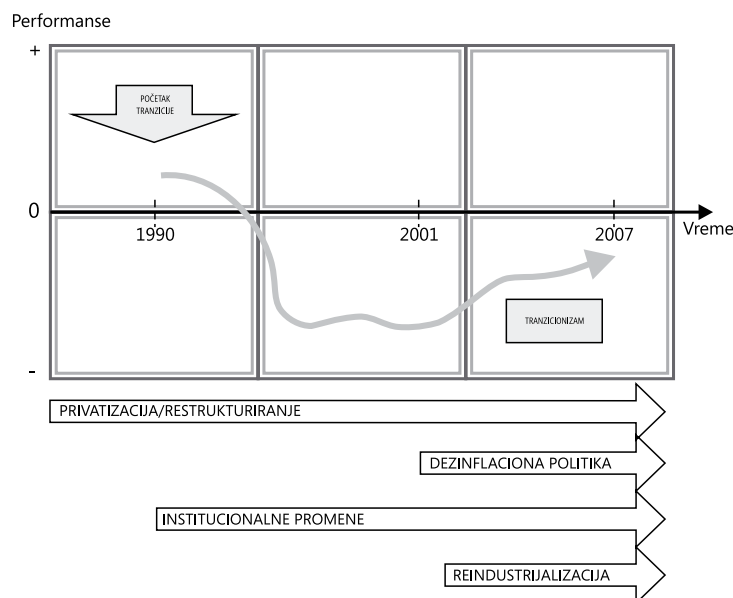 Performanse
+
POČETAK
TRANZICIJE
0
1990
2001
2007
Vreme
TRANZICIONIZAM
-
PRIVATIZACIJA/RESTRUKTURIRANJE
DEZINFLACIONA POLITIKA
INSTITUCIONALNE PROMENE
REINDUSTRIJALIZACIJA